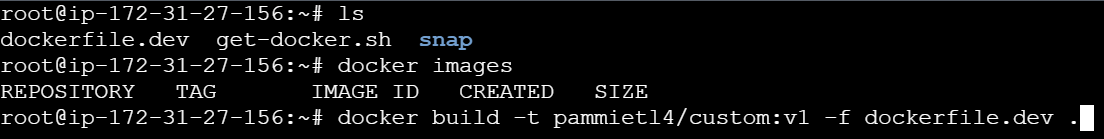 root@ip-172-31-27-156:~# ls
dockerfile.dev  get-docker.sh  snap
root@ip-172-31-27-156:~# docker images
REPOSITORY   TAG       IMAGE ID   CREATED   SIZE
root@ip-172-31-27-156:~# docker build -t pammietl4/custom:v1 -f dockerfile.dev .